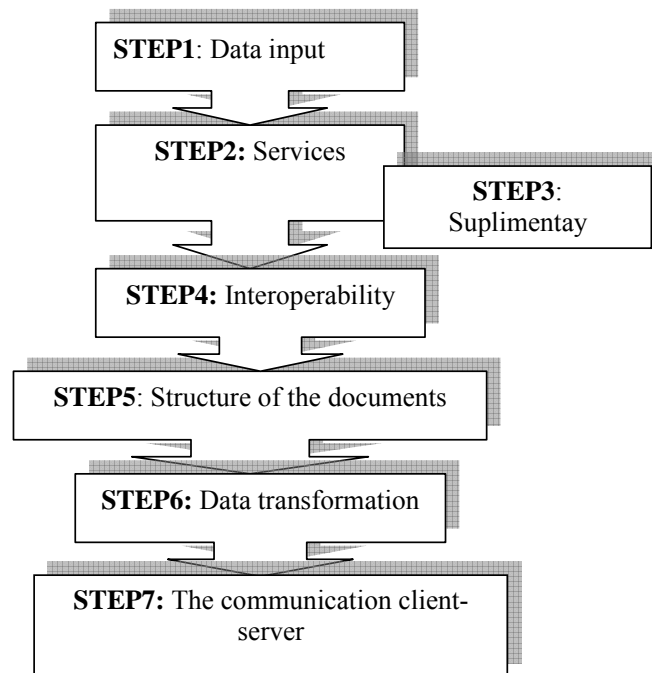 STEP1: Data input
STEP2: Services
STEP3:
Suplimentay
STEP4: Interoperability
STEP5: Structure of the documents
STEP6: Data transformation
STEP7: The communication client-
server